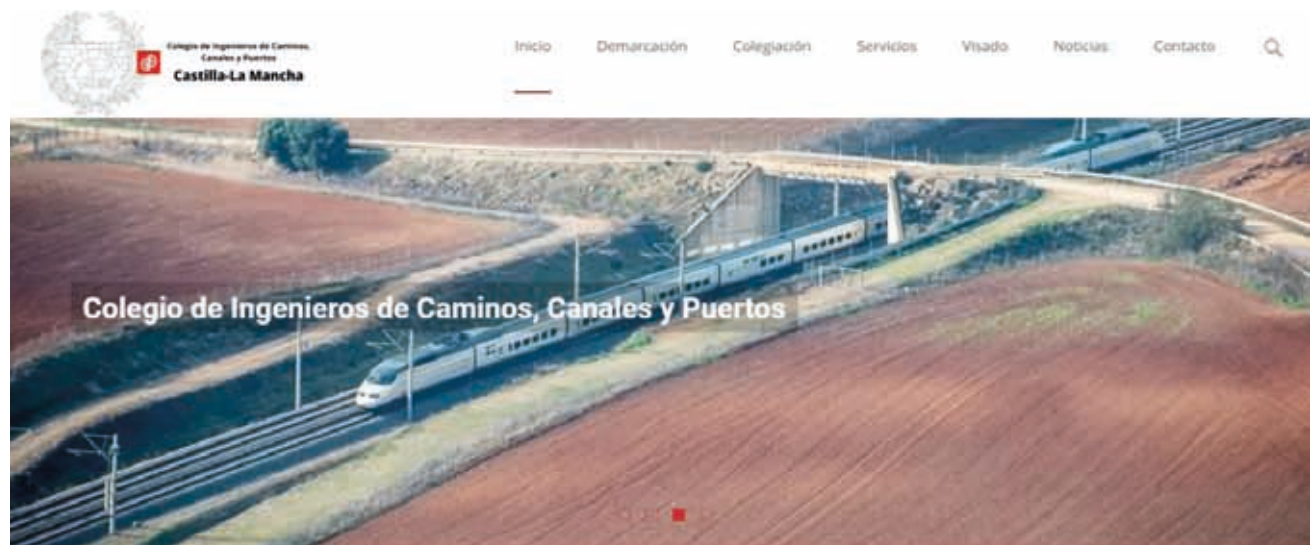 Colegio de Ingenieros de Caminos,
Canales y Puertos
Castilla-La Mancha
Inicio Demarcación Colegiación Servicios Visado Noticias Contacto
Colegio de Ingenieros de Caminos, Canales y Puertos